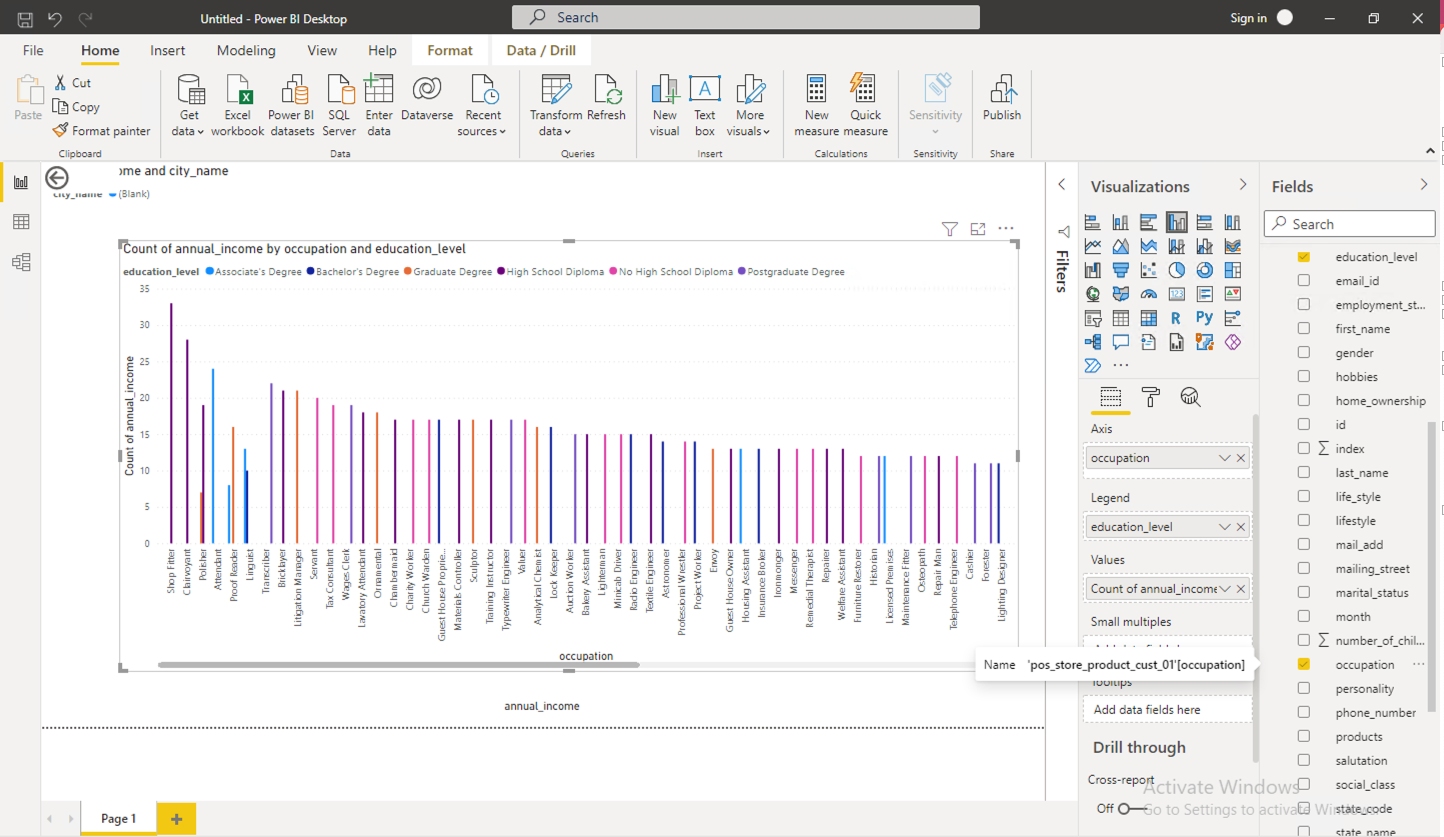 Untitled - Power BI Desktop
Search
Sign in
File
Home
Insert
Modeling
View
Help
Format
Data / Drill
Paste
Cut
Copy
Format painter
Get data
Excel workbook
Power BI datasets
SQL Server
Enter data
Dataverse
Recent sources
Transform data
Refresh
New visual
Text box
More visuals
New measure
Quick measure
Sensitivity
Publish
Clipboard
Data
Queries
Insert
Calculations
Sensitivity
Share
ome and city_name
city_name (Blank)
Count of annual_income by occupation and education_level
education_level Associate's Degree Bachelor's Degree Graduate Degree High School Diploma No High School Diploma Postgraduate Degree
Count of annual_income
35
30
25
20
15
10
5
0
Shop Fitter
Clairvoyant
Polisher
Attendant
Proof Reader
Linguist
Transcriber
Bricklayer
Litigation Manager
Servant
Tax Consultant
Wages Clerk
Lavatory Attendant
Ornamental
Chambermaid
Charity Worker
Church Warden
Guest House Proprie...
Materials Controller
Sculptor
Training Instructor
Typewriter Engineer
Valuer
Analytical Chemist
Lock Keeper
Auction Worker
Bakery Assistant
Lighterman
Minicab Driver
Radio Engineer
Textile Engineer
Astronomer
Professional Wrestler
Project Worker
Envoy
Guest House Owner
Housing Assistant
Insurance Broker
Ironmonger
Messenger
Remedial Therapist
Repairer
Welfare Assistant
Furniture Restorer
Historian
Licensed Premises
Maintenance Fitter
Osteopath
Repair Man
Telephone Engineer
Cashier
Forester
Lighting Designer
occupation
annual_income
Page 1
Filters
Visualizations
123
R
Py
Axis
occupation
Legend
education_level
Values
Count of annual_income
Small multiples
Name 'pos_store_product_cust_01'[occupation]
Tooltips
Add data fields here
Drill through
Cross-report
Off
Fields
Search
education_level
email_id
employment_st...
first_name
gender
hobbies
home_ownership
id
index
last_name
life_style
lifestyle
mail_add
mailing_street
marital_status
month
number_of_chil...
occupation
personality
phone_number
products
salutation
social_class
state_code
state_name
Activate Windows
Go to Settings to activate Windows.